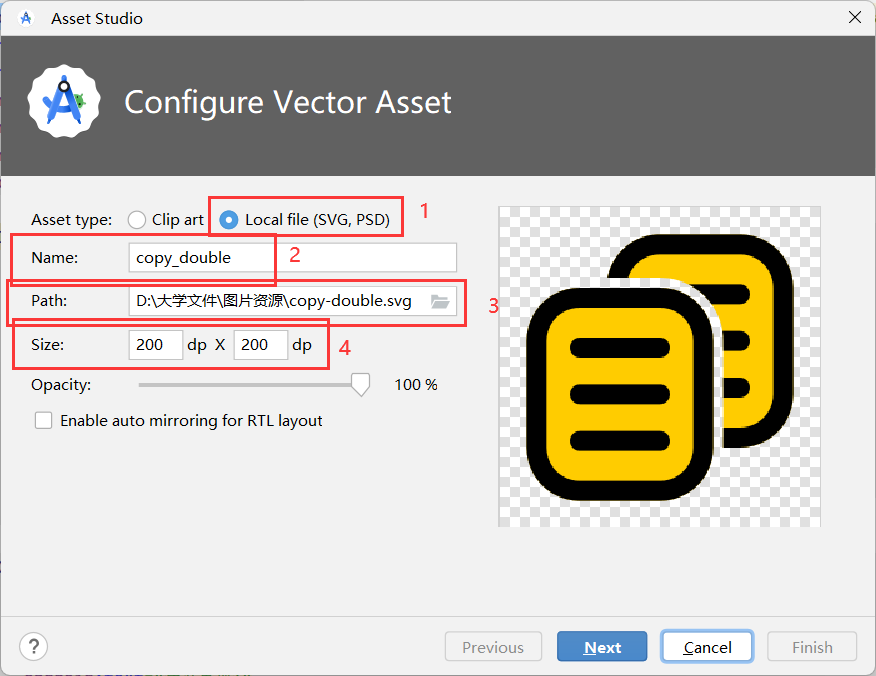 Asset Studio
Configure Vector Asset
Asset type: Clip art Local file (SVG, PSD) 1
Name: copy_double 2
Path: D:\大学文件\图片资源\copy-double.svg 3
Size: 200 dp X 200 dp 4
Opacity: 100 %
Enable auto mirroring for RTL layout
? Previous Next Cancel Finish